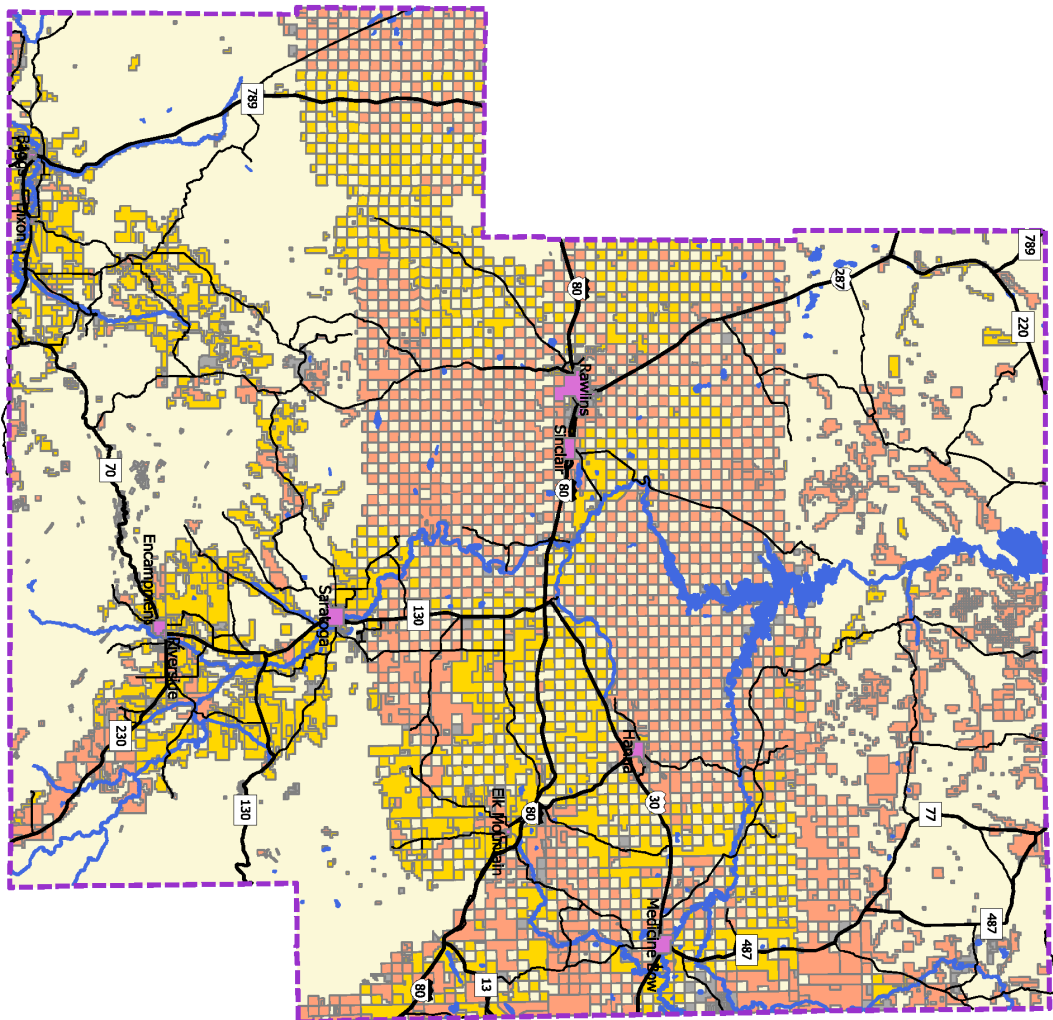 789
Baggs
Dixon
789
287
220
80
Rawlins
Sinclair
80
70
Encampment
Riverside
Saratoga
130
230
130
Hanna
30
Elk Mountain
80
77
487
Medicine Bow
487
13
80